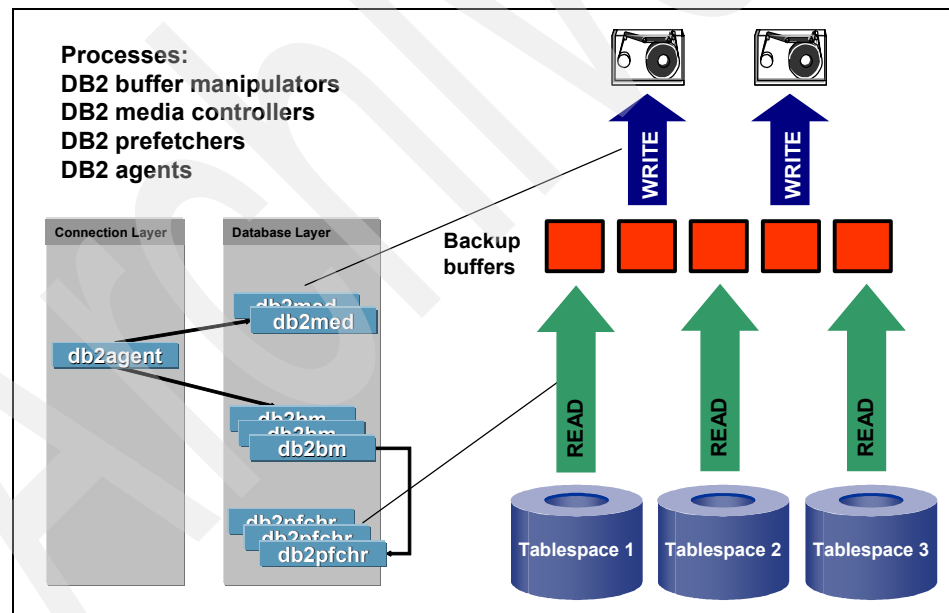 Processes:
DB2 buffer manipulators
DB2 media controllers
DB2 prefetchers
DB2 agents
WRITE
WRITE
Connection Layer
Database Layer
Backup
buffers
db2med
db2med
db2agent
db2bm
db2bm
db2bm
READ
READ
READ
db2pfchr
db2pfchr
db2pfchr
Tablespace 1
Tablespace 2
Tablespace 3